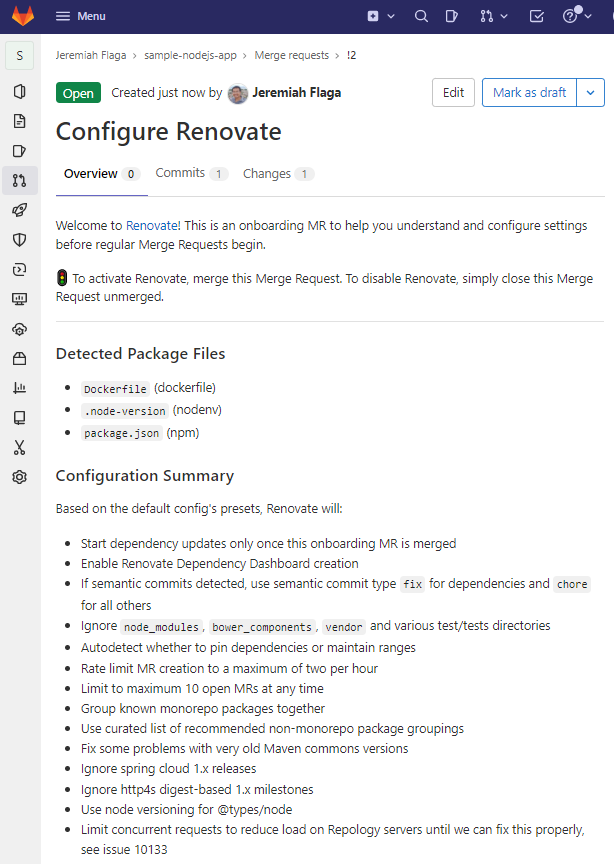 Menu
S
Jeremiah Flaga › sample-nodejs-app › Merge requests › !2
Open Created just now by Jeremiah Flaga
Edit
Mark as draft
Configure Renovate
Overview 0
Commits 1
Changes 1
Welcome to Renovate! This is an onboarding MR to help you understand and configure settings
before regular Merge Requests begin.
🚦 To activate Renovate, merge this Merge Request. To disable Renovate, simply close this Merge
Request unmerged.
Detected Package Files
• Dockerfile (dockerfile)
• .node-version (nodenv)
• package.json (npm)
Configuration Summary
Based on the default config's presets, Renovate will:
• Start dependency updates only once this onboarding MR is merged
• Enable Renovate Dependency Dashboard creation
• If semantic commits detected, use semantic commit type fix for dependencies and chore
for all others
• Ignore node_modules, bower_components, vendor and various test/tests directories
• Autodetect whether to pin dependencies or maintain ranges
• Rate limit MR creation to a maximum of two per hour
• Limit to maximum 10 open MRs at any time
• Group known monorepo packages together
• Use curated list of recommended non-monorepo package groupings
• Fix some problems with very old Maven commons versions
• Ignore spring cloud 1.x releases
• Ignore http4s digest-based 1.x milestones
• Use node versioning for @types/node
• Limit concurrent requests to reduce load on Repology servers until we can fix this properly,
see issue 10133